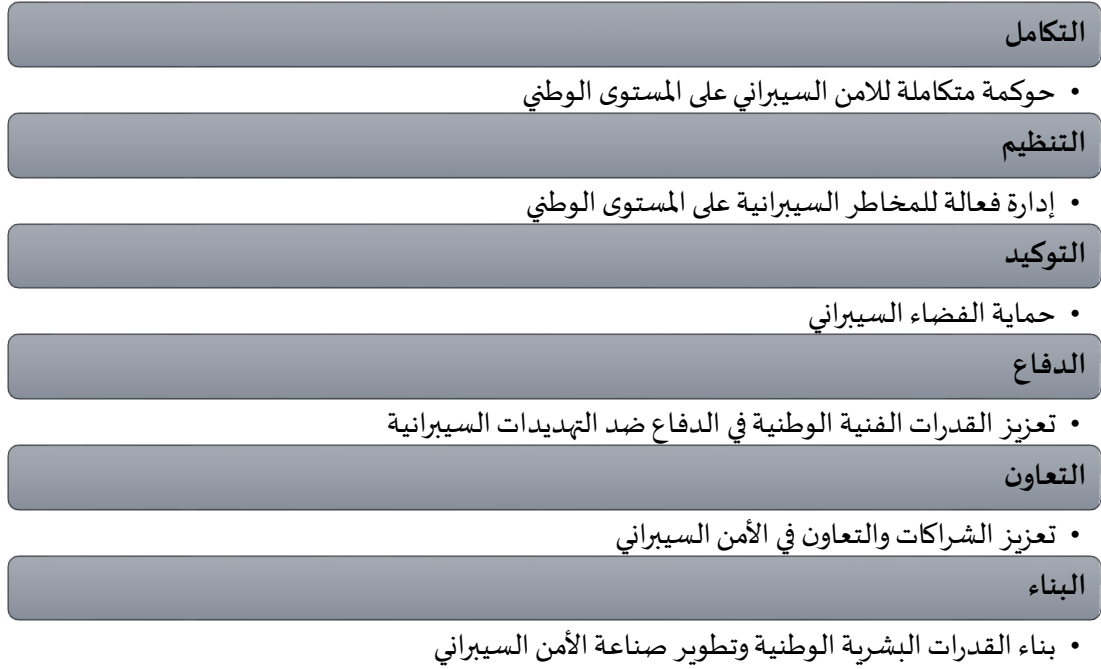 التكامل
• حوكمة متكاملة للامن السيبراني على المستوى الوطني
التنظيم
• إدارة فعالة للمخاطر السيبرانية على المستوى الوطني
التوكيد
• حماية الفضاء السيبراني
الدفاع
• تعزيز القدرات الفنية الوطنية في الدفاع ضد التهديدات السيبرانية
التعاون
• تعزيز الشراكات والتعاون في الأمن السيبراني
البناء
• بناء القدرات البشرية الوطنية وتطوير صناعة الأمن السيبراني